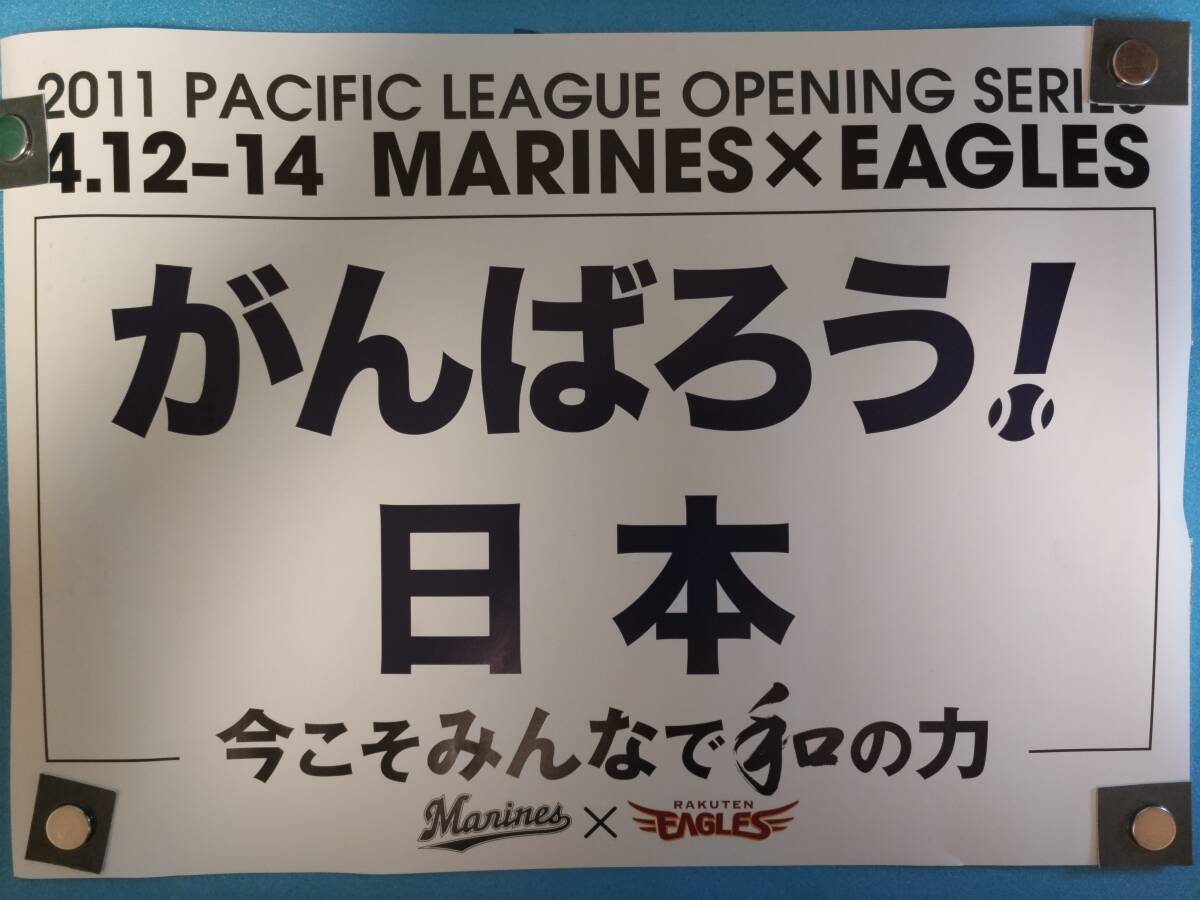 2011 PACIFIC LEAGUE OPENING SERIES
4.12-14 MARINES×EAGLES
がんばろう!
日本
今こそみんなで和の力
Marines × RAKUTEN EAGLES